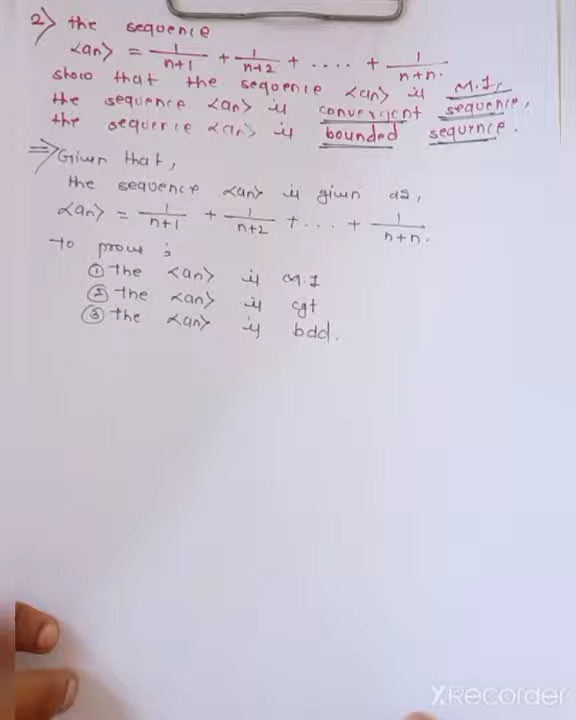 2) the sequence
<an> = 1/n+1 + 1/n+2 + .... + 1/n+n.
show that the sequence <an> is M.I,
the sequence <an> is convergent sequence,
the sequence <an> is bounded sequence.
⇒ Given that,
the sequence <an> is given as,
<an> = 1/n+1 + 1/n+2 + ... + 1/n+n.
To prove ;
① The <an> is M.I
② The <an> is cgt
③ The <an> is bdd.
XRecorder